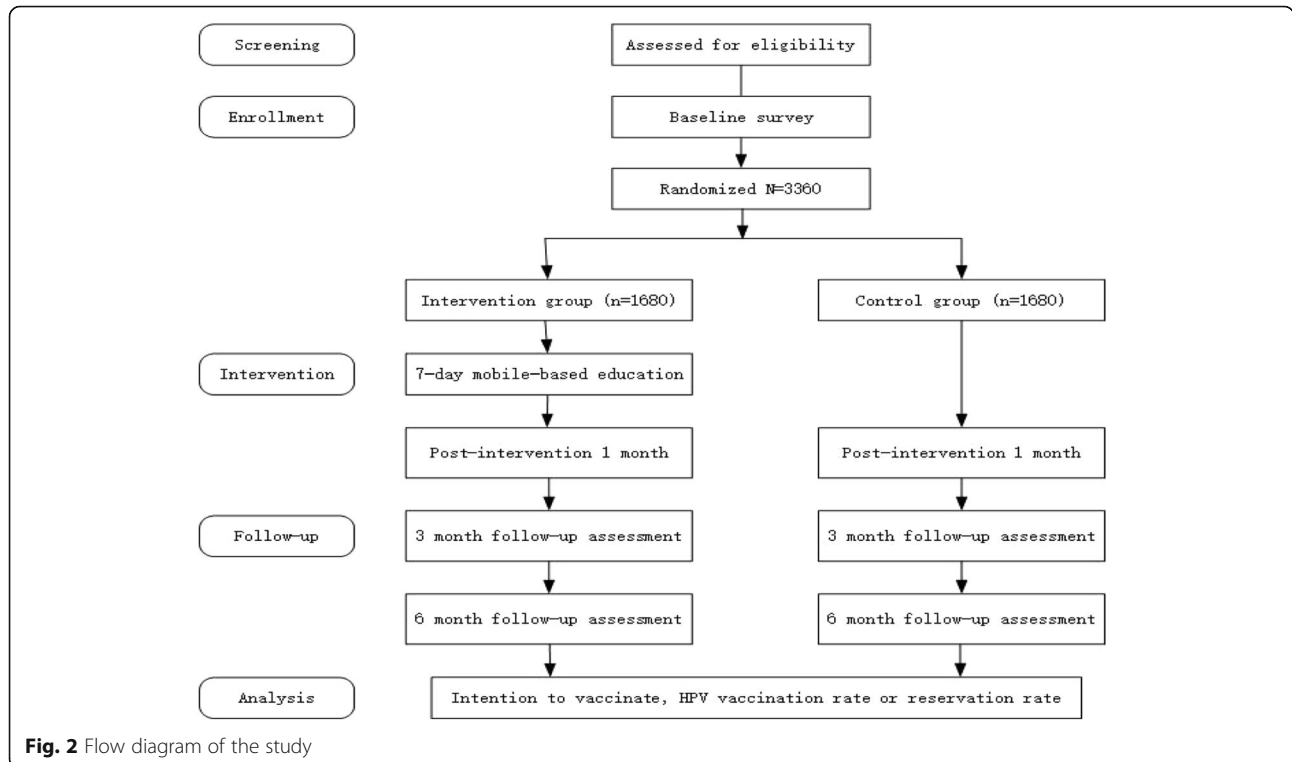 Screening
Assessed for eligibility
Enrollment
Baseline survey
Randomized N=3360
Intervention group (n=1680)
Control group (n=1680)
Intervention
7-day mobile-based education
Post-intervention 1 month
Post-intervention 1 month
Follow-up
3 month follow-up assessment
3 month follow-up assessment
6 month follow-up assessment
6 month follow-up assessment
Analysis
Intention to vaccinate, HPV vaccination rate or reservation rate
Fig. 2 Flow diagram of the study